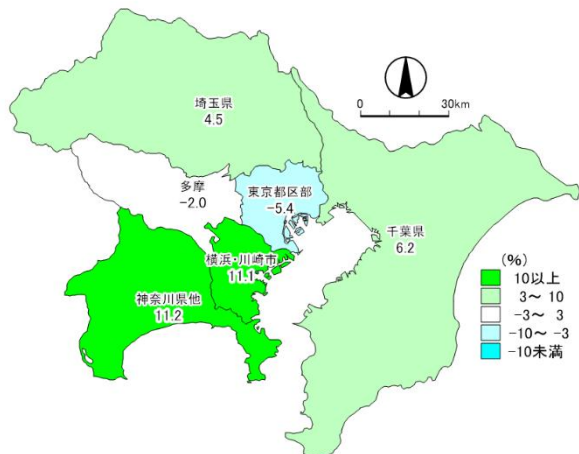 0 30km
埼玉県
4.5
多摩
-2.0
東京都区部
-5.4
千葉県
6.2
横浜・川崎市
11.1
神奈川県他
11.2
(%)
10以上
3～ 10
-3～ 3
-10～ -3
-10未満